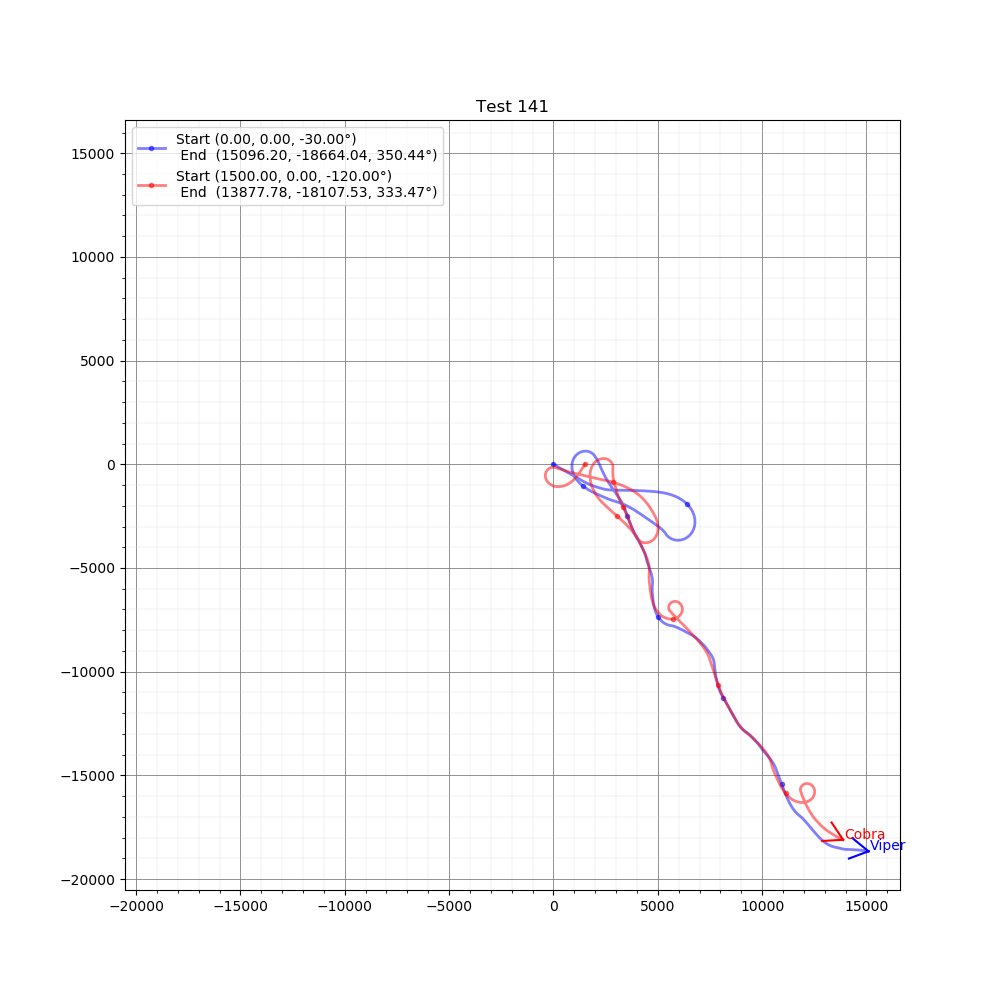 Test 141
Start (0.00, 0.00, -30.00°)
End  (15096.20, -18664.04, 350.44°)
Start (1500.00, 0.00, -120.00°)
End  (13877.78, -18107.53, 333.47°)
15000
10000
5000
0
−5000
−10000
−15000
−20000
Cobra
Viper
−20000 −15000 −10000 −5000 0 5000 10000 15000